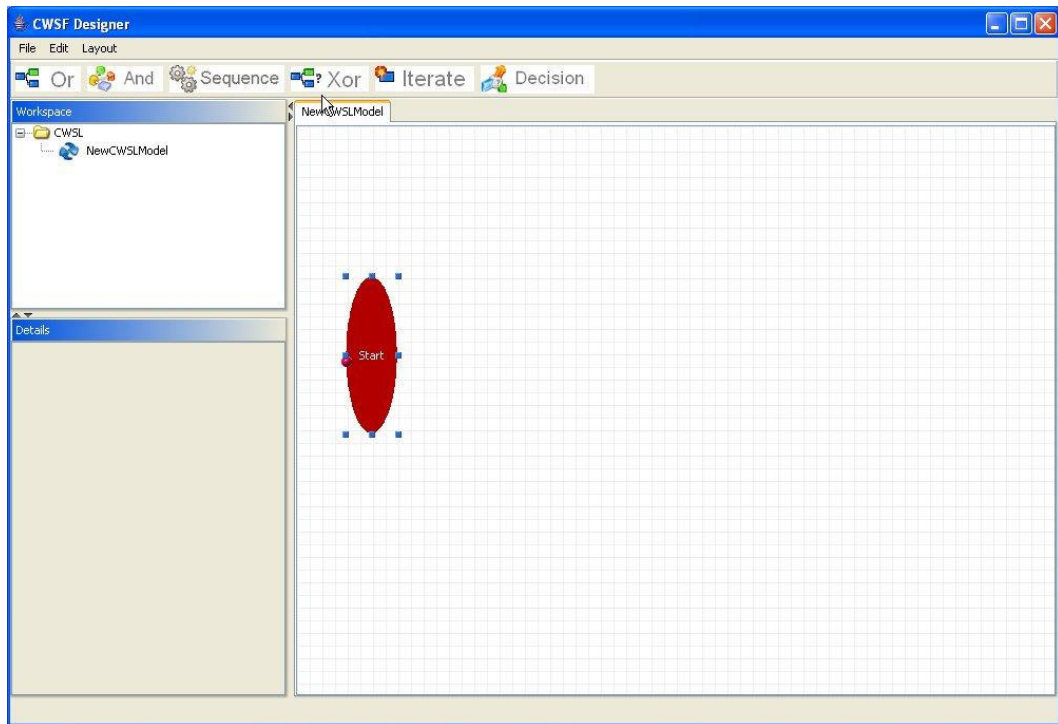 CWSF Designer
File Edit Layout
Or And Sequence ? Xor Iterate Decision
Workspace
NewCWSLModel
CWSL
NewCWSLModel
Details
Start